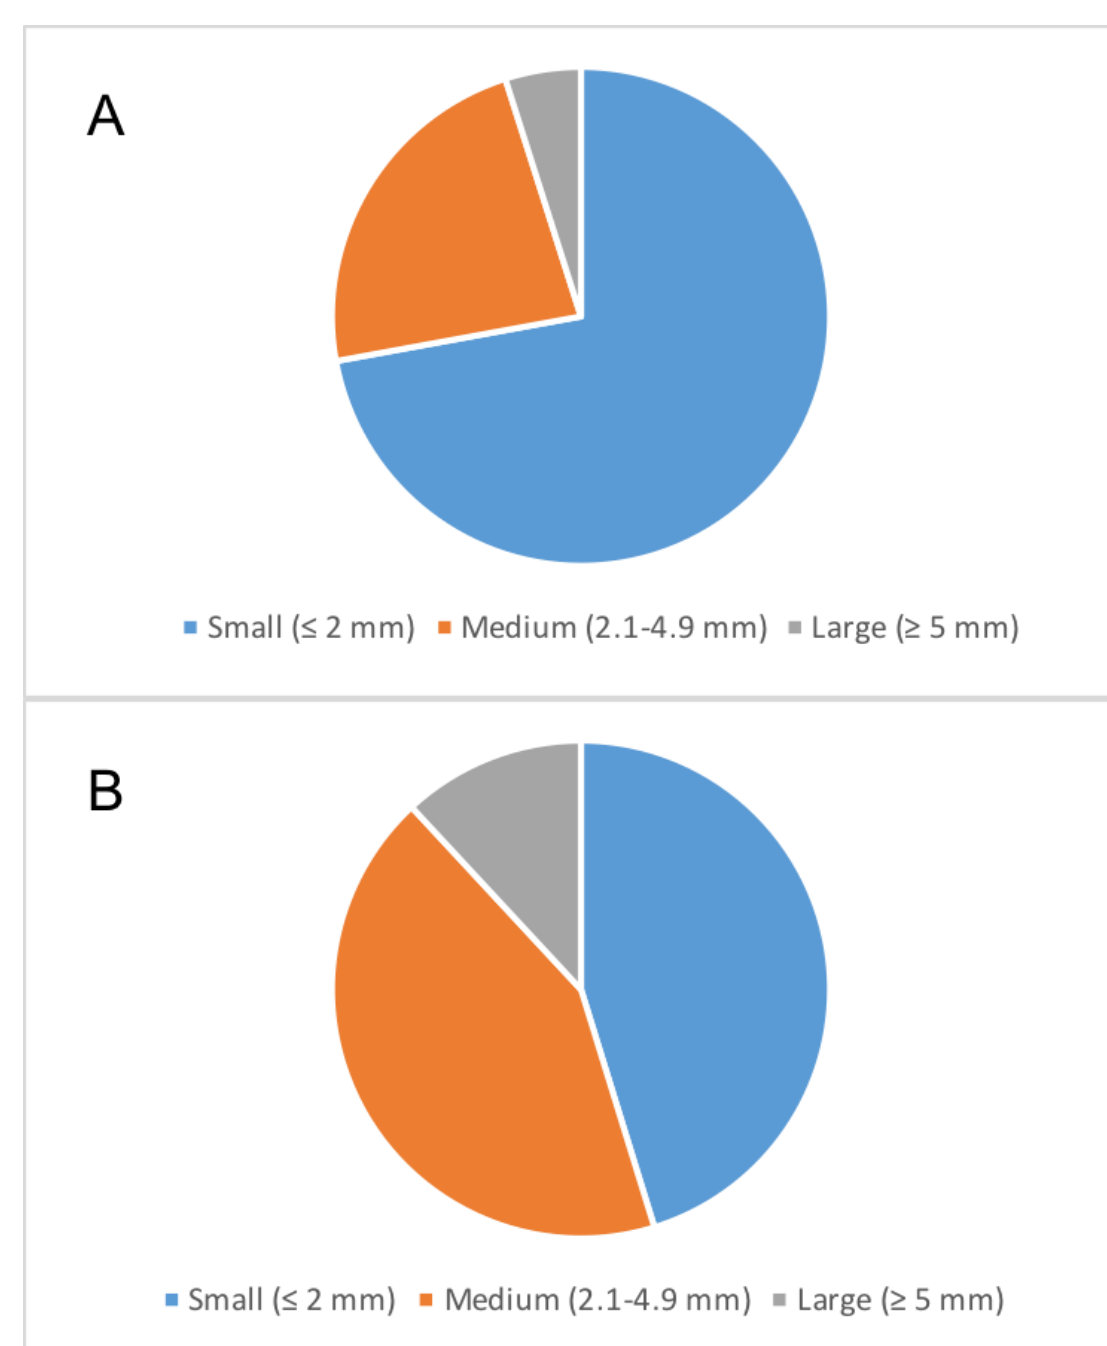 A
Small (≤ 2 mm) Medium (2.1-4.9 mm) Large (≥ 5 mm)
B
Small (≤ 2 mm) Medium (2.1-4.9 mm) Large (≥ 5 mm)